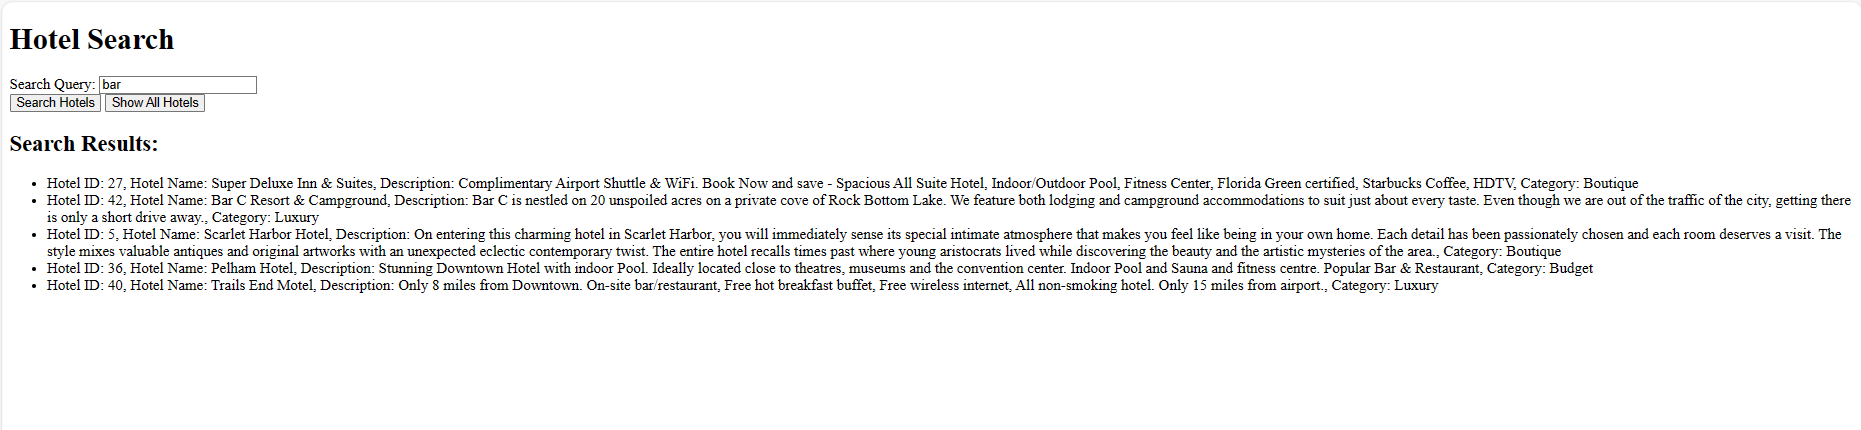 Hotel Search
Search Query: bar
Search Hotels Show All Hotels
Search Results:
• Hotel ID: 27, Hotel Name: Super Deluxe Inn & Suites, Description: Complimentary Airport Shuttle & WiFi. Book Now and save - Spacious All Suite Hotel, Indoor/Outdoor Pool, Fitness Center, Florida Green certified, Starbucks Coffee, HDTV, Category: Boutique
• Hotel ID: 42, Hotel Name: Bar C Resort & Campground, Description: Bar C is nestled on 20 unspoiled acres on a private cove of Rock Bottom Lake. We feature both lodging and campground accommodations to suit just about every taste. Even though we are out of the traffic of the city, getting there
is only a short drive away., Category: Luxury
• Hotel ID: 5, Hotel Name: Scarlet Harbor Hotel, Description: On entering this charming hotel in Scarlet Harbor, you will immediately sense its special intimate atmosphere that makes you feel like being in your own home. Each detail has been passionately chosen and each room deserves a visit. The
style mixes valuable antiques and original artworks with an unexpected eclectic contemporary twist. The entire hotel recalls times past where young aristocrats lived while discovering the beauty and the artistic mysteries of the area., Category: Boutique
• Hotel ID: 36, Hotel Name: Pelham Hotel, Description: Stunning Downtown Hotel with indoor Pool. Ideally located close to theatres, museums and the convention center. Indoor Pool and Sauna and fitness centre. Popular Bar & Restaurant, Category: Budget
• Hotel ID: 40, Hotel Name: Trails End Motel, Description: Only 8 miles from Downtown. On-site bar/restaurant, Free hot breakfast buffet, Free wireless internet, All non-smoking hotel. Only 15 miles from airport., Category: Luxury